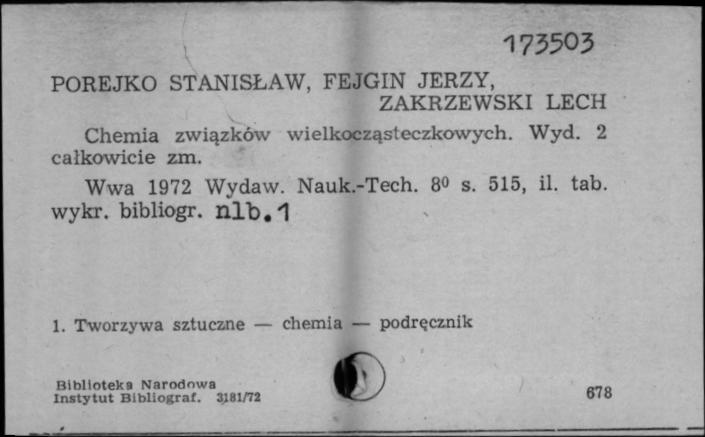 173503
POREJKO STANISŁAW, FEJGIN JERZY,
ZAKRZEWSKI LECH
Chemia związków wielkocząsteczkowych. Wyd. 2
całkowicie zm.
Wwa 1972 Wydaw. Nauk.-Tech. 8º s. 515, il. tab.
wykr. bibliogr. nlb. 1
1. Tworzywa sztuczne — chemia — podręcznik
Biblioteka Narodowa
Instytut Bibliograf. 3181/72
678